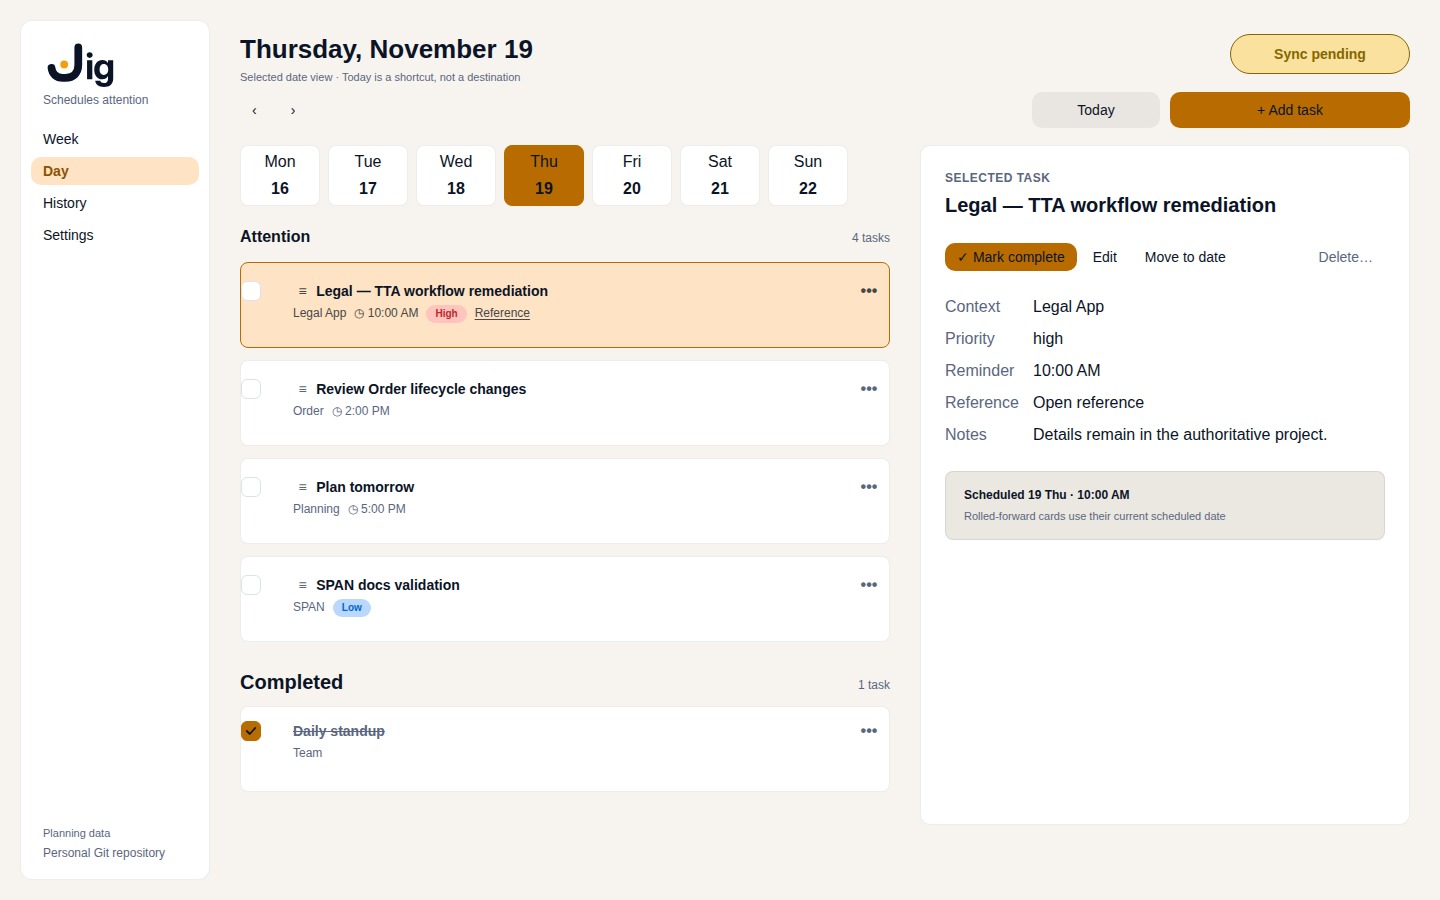 Jig
Schedules attention
Week
Day
History
Settings
Planning data
Personal Git repository
Thursday, November 19
Selected date view · Today is a shortcut, not a destination
Sync pending
‹ ›
Today
+ Add task
Mon 16
Tue 17
Wed 18
Thu 19
Fri 20
Sat 21
Sun 22
Attention
4 tasks
≡ Legal — TTA workflow remediation •••
Legal App ◷ 10:00 AM High Reference
≡ Review Order lifecycle changes •••
Order ◷ 2:00 PM
≡ Plan tomorrow •••
Planning ◷ 5:00 PM
≡ SPAN docs validation •••
SPAN Low
Completed
1 task
Daily standup •••
Team
SELECTED TASK
Legal — TTA workflow remediation
✓ Mark complete Edit Move to date Delete…
Context Legal App
Priority high
Reminder 10:00 AM
Reference Open reference
Notes Details remain in the authoritative project.
Scheduled 19 Thu · 10:00 AM
Rolled-forward cards use their current scheduled date